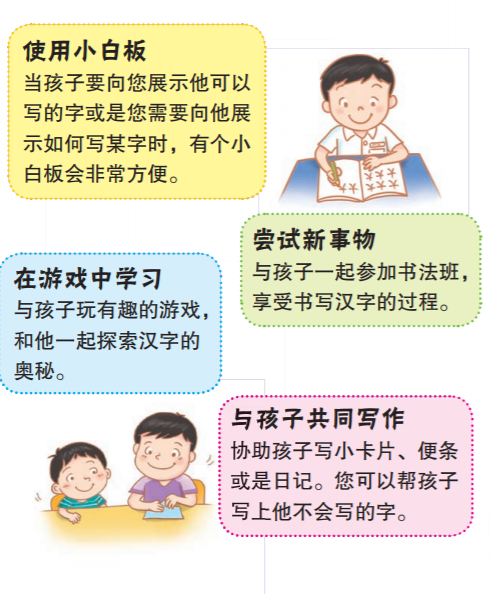 使用小白板
当孩子要向您展示他可以
写的字或是您需要向他展
示如何写某字时，有个小
白板会非常方便。
尝试新事物
与孩子一起参加书法班，
享受书写汉字的过程。
在游戏中学习
与孩子玩有趣的游戏，
和他一起探索汉字的
奥秘。
与孩子共同写作
协助孩子写小卡片、便条
或是日记。您可以帮孩子
写上他不会写的字。